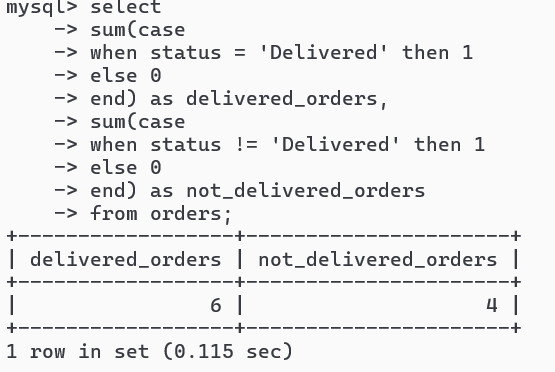 mysql> select
    -> sum(case
    -> when status = 'Delivered' then 1
    -> else 0
    -> end) as delivered_orders,
    -> sum(case
    -> when status != 'Delivered' then 1
    -> else 0
    -> end) as not_delivered_orders
    -> from orders;
+------------------+----------------------+
| delivered_orders | not_delivered_orders |
+------------------+----------------------+
|                6 |                    4 |
+------------------+----------------------+
1 row in set (0.115 sec)